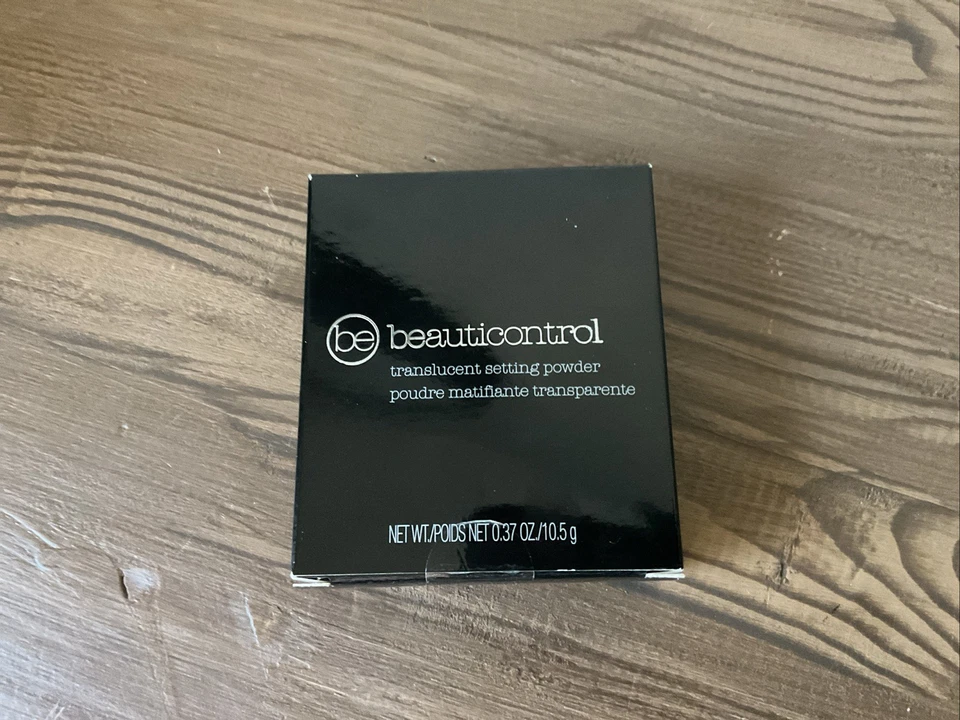 be beauticontrol
translucent setting powder
poudre matifiante transparente
NET WT./POIDS NET 0.37 OZ./10.5 g